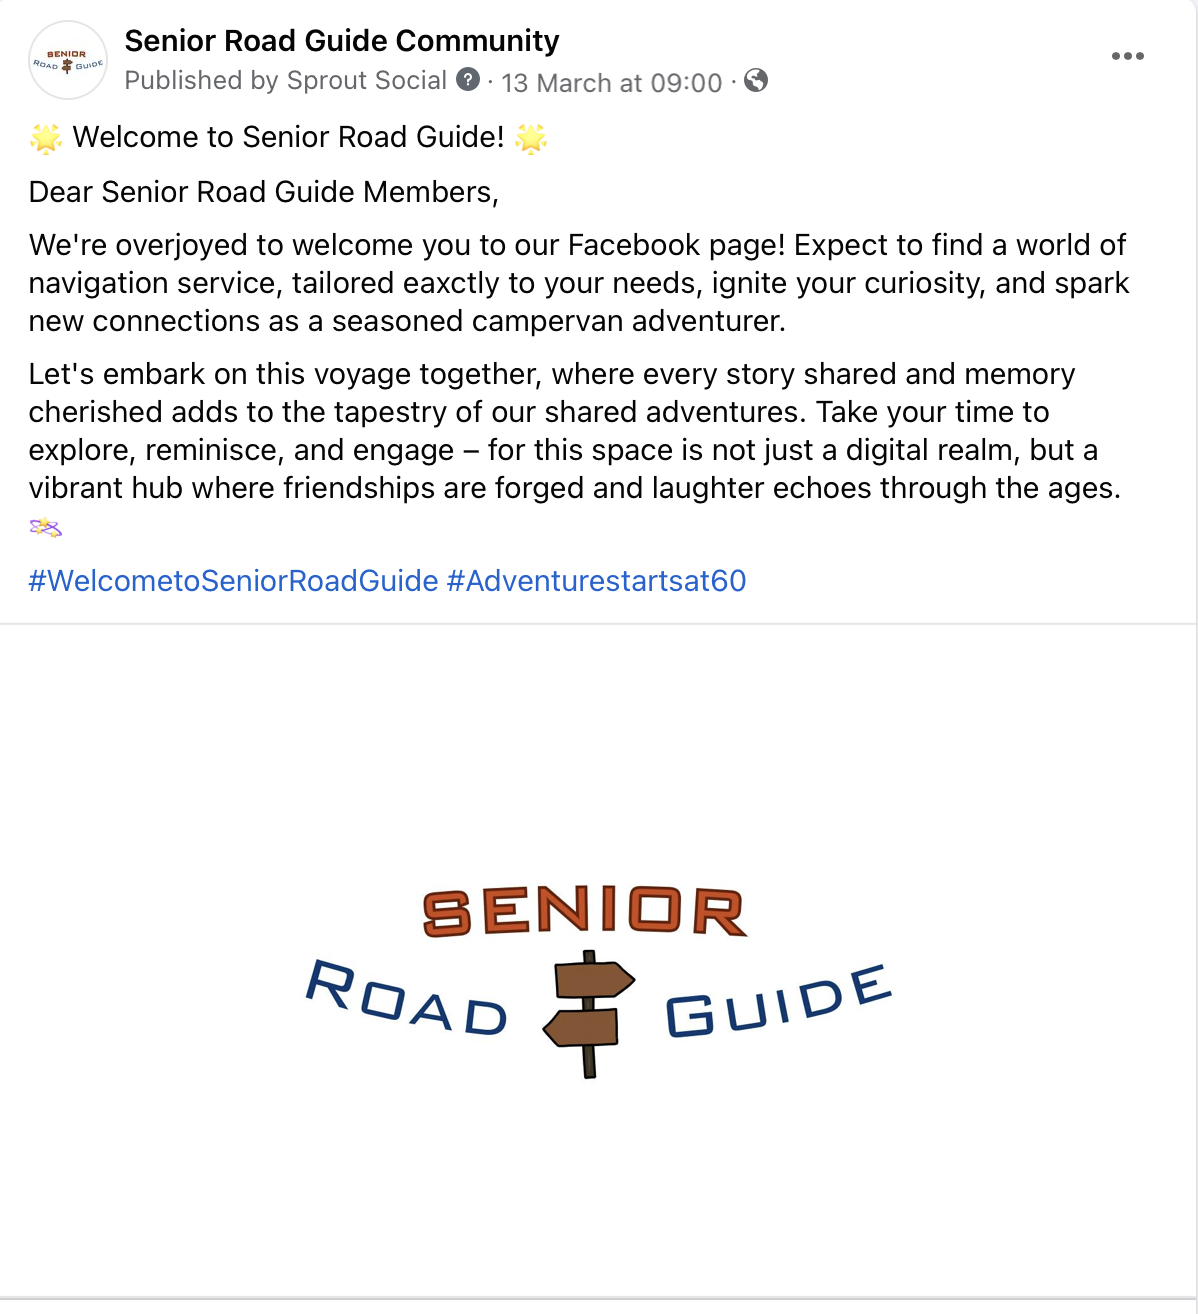 SENIOR
ROAD GUIDE
Senior Road Guide Community
Published by Sprout Social · 13 March at 09:00 ·
🌟 Welcome to Senior Road Guide! 🌟
Dear Senior Road Guide Members,
We're overjoyed to welcome you to our Facebook page! Expect to find a world of
navigation service, tailored eaxctly to your needs, ignite your curiosity, and spark
new connections as a seasoned campervan adventurer.
Let's embark on this voyage together, where every story shared and memory
cherished adds to the tapestry of our shared adventures. Take your time to
explore, reminisce, and engage – for this space is not just a digital realm, but a
vibrant hub where friendships are forged and laughter echoes through the ages.
💫
#WelcometoSeniorRoadGuide #Adventurestartsat60
SENIOR
ROAD GUIDE